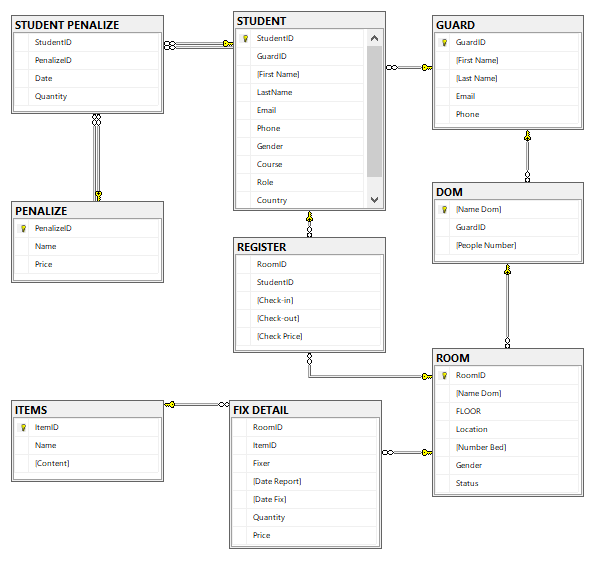 STUDENT PENALIZE
StudentID
PenalizeID
Date
Quantity
STUDENT
StudentID
GuardID
[First Name]
LastName
Email
Phone
Gender
Course
Role
Country
GUARD
GuardID
[First Name]
[Last Name]
Email
Phone
DOM
[Name Dom]
GuardID
[People Number]
PENALIZE
PenalizeID
Name
Price
REGISTER
RoomID
StudentID
[Check-in]
[Check-out]
[Check Price]
ROOM
RoomID
[Name Dom]
FLOOR
Location
[Number Bed]
Gender
Status
ITEMS
ItemID
Name
[Content]
FIX DETAIL
RoomID
ItemID
Fixer
[Date Report]
[Date Fix]
Quantity
Price